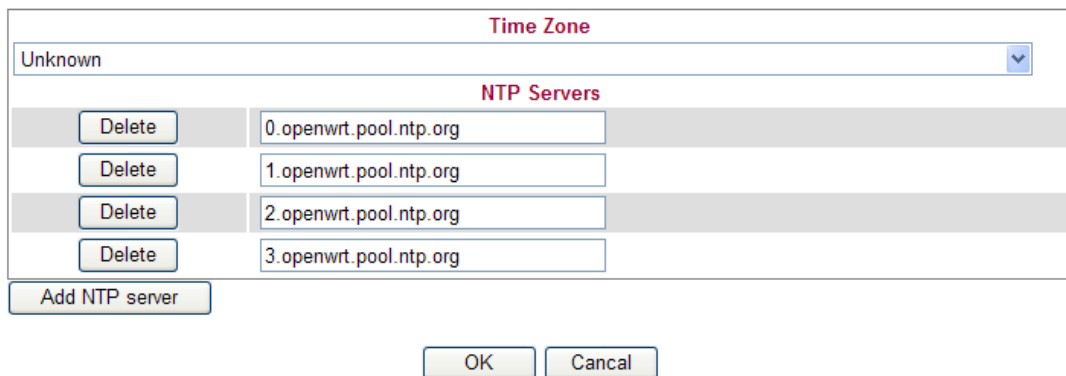 Time Zone
Unknown
NTP Servers
Delete 0.openwrt.pool.ntp.org
Delete 1.openwrt.pool.ntp.org
Delete 2.openwrt.pool.ntp.org
Delete 3.openwrt.pool.ntp.org
Add NTP server
OK Cancal